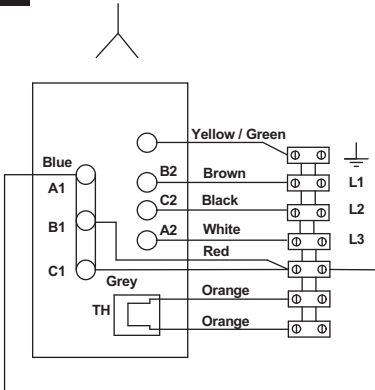 Yellow / Green
Blue
B2 Brown L1
A1
C2 Black L2
B1
A2 White L3
Red
C1
Grey
Orange
TH
Orange